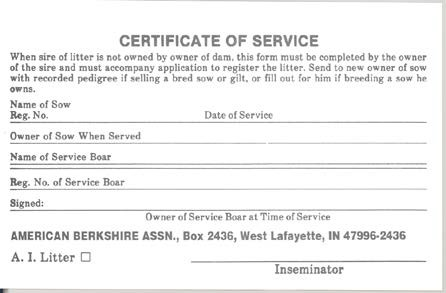 CERTIFICATE OF SERVICE
When sire of litter is not owned by owner of dam, this form must be completed by the owner
of the sire and must accompany application to register the litter. Send to new owner of sow
with recorded pedigree if selling a bred sow or gilt, or fill out for him if breeding a sow he
owns.
Name of Sow
Reg. No. Date of Service
Owner of Sow When Served
Name of Service Boar
Reg. No. of Service Boar
Signed:
Owner of Service Boar at Time of Service
AMERICAN BERKSHIRE ASSN., Box 2436, West Lafayette, IN 47996-2436
A. I. Litter □
Inseminator